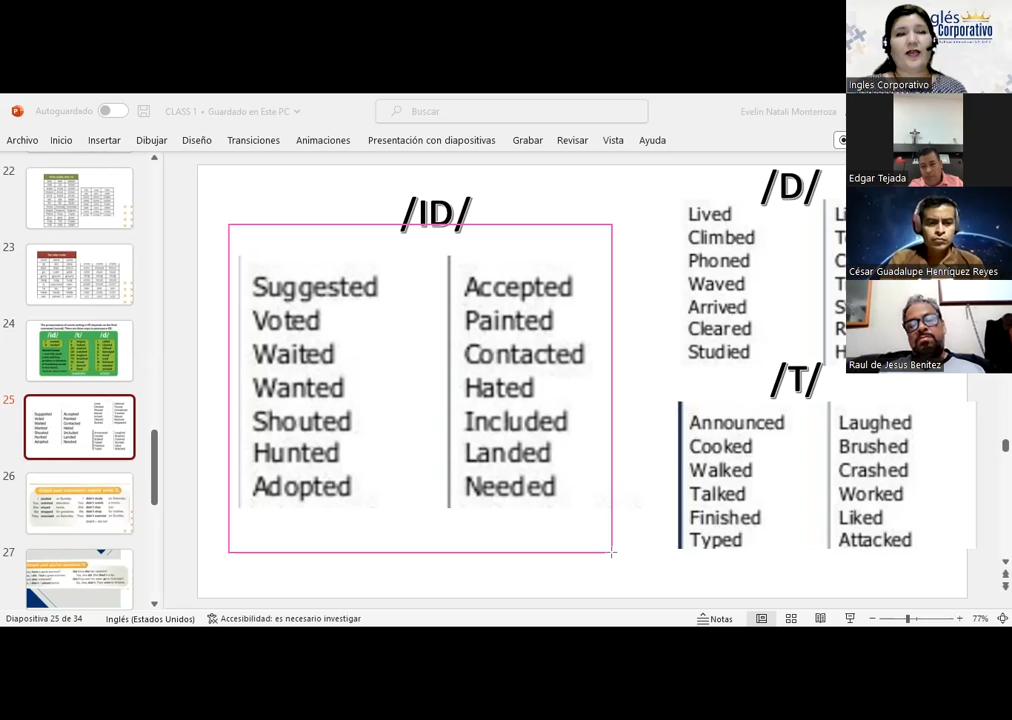 glés
Corporativo
Ingles Corporativo
Edgar Tejada
César Guadalupe Henríquez Reyes
Raul de Jesus Benitez
Autoguardado
CLASS 1 • Guardado en Este PC
Buscar
Evelin Natali Monterroza
Archivo Inicio Insertar Dibujar Diseño Transiciones Animaciones Presentación con diapositivas Grabar Revisar Vista Ayuda
22
23
24
25
26
27
/ID/
Suggested Accepted
Voted Painted
Waited Contacted
Wanted Hated
Shouted Included
Hunted Landed
Adopted Needed
/D/
Lived
Climbed
Phoned
Waved
Arrived
Cleared
Studied
/T/
Announced Laughed
Cooked Brushed
Walked Crashed
Talked Worked
Finished Liked
Typed Attacked
Diapositiva 25 de 34 Inglés (Estados Unidos) Accesibilidad: es necesario investigar Notas 77%